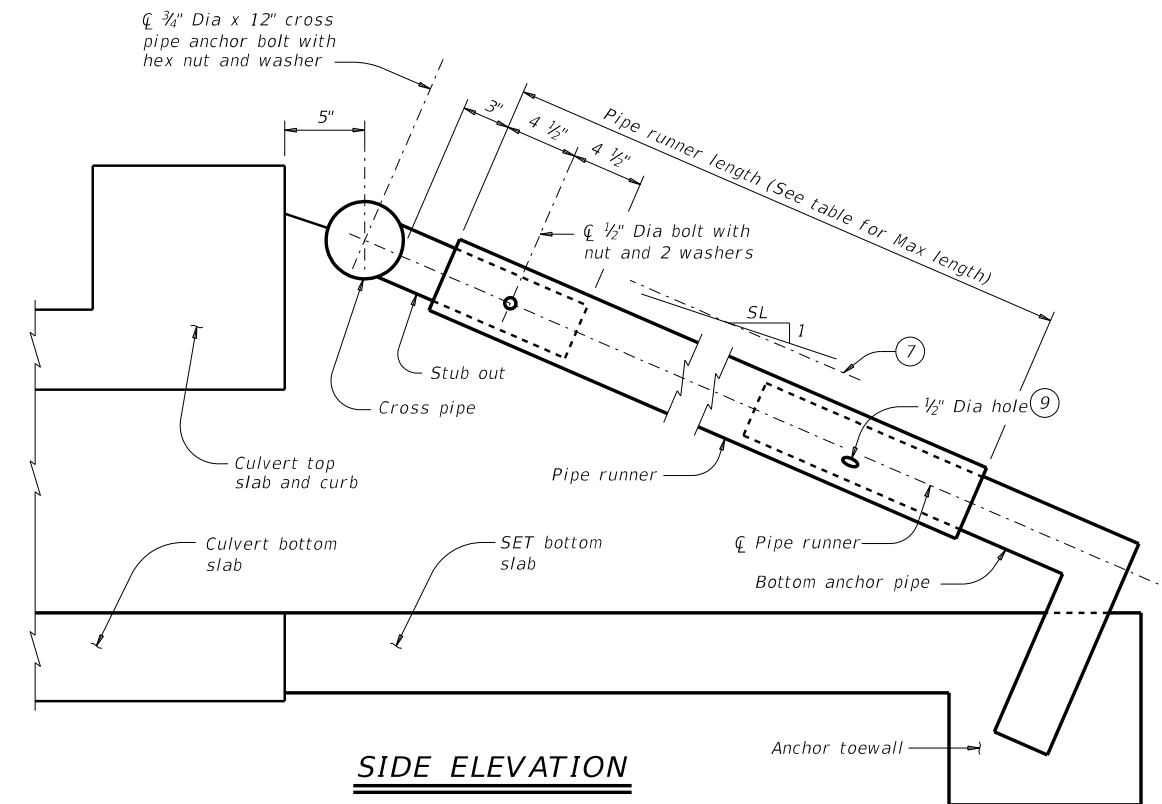 ℄ ¾" Dia x 12" cross
pipe anchor bolt with
hex nut and washer
5"
3"
4 ½"
4 ½"
Pipe runner length (See table for Max length)
℄ ½" Dia bolt with
nut and 2 washers
SL
1
7
Stub out
Cross pipe
½" Dia hole 9
Culvert top
slab and curb
Pipe runner
Culvert bottom
slab
SET bottom
slab
℄ Pipe runner
Bottom anchor pipe
Anchor toewall
SIDE ELEVATION